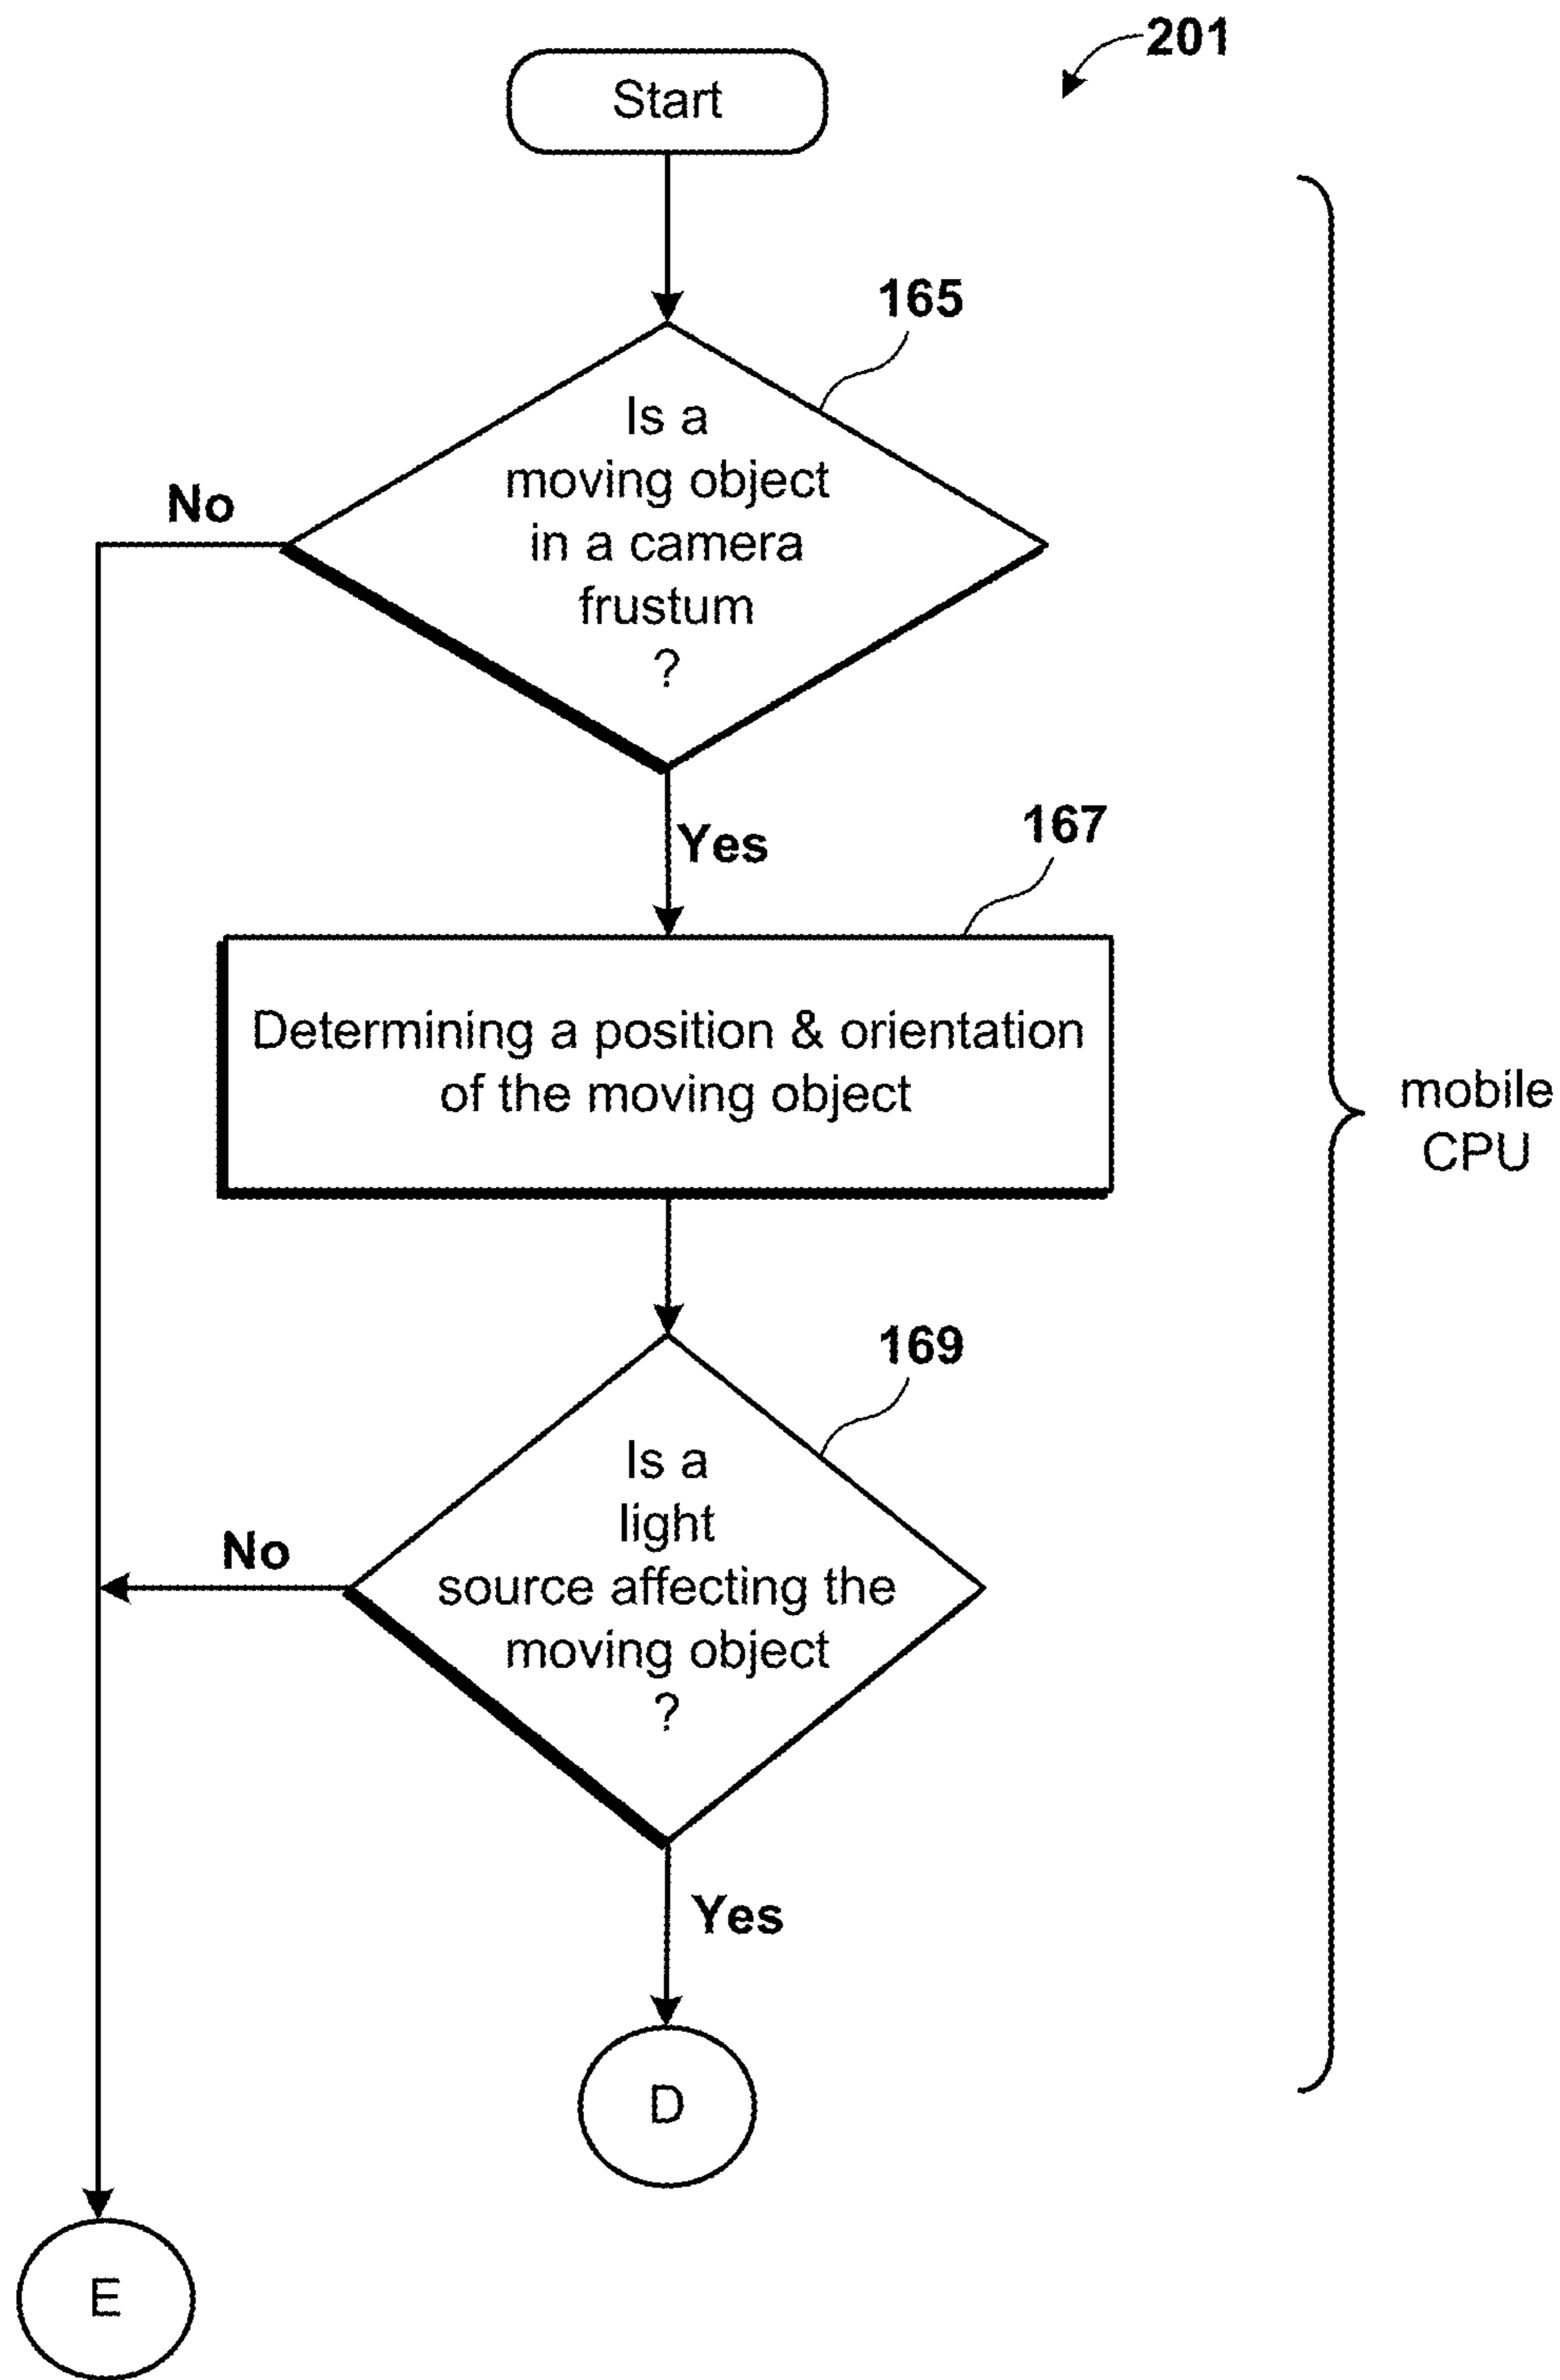 201
Start
165
Is a
moving object
in a camera
frustum
?
No
Yes
167
Determining a position & orientation
of the moving object
mobile
CPU
169
Is a
light
source affecting the
moving object
?
No
Yes
D
E